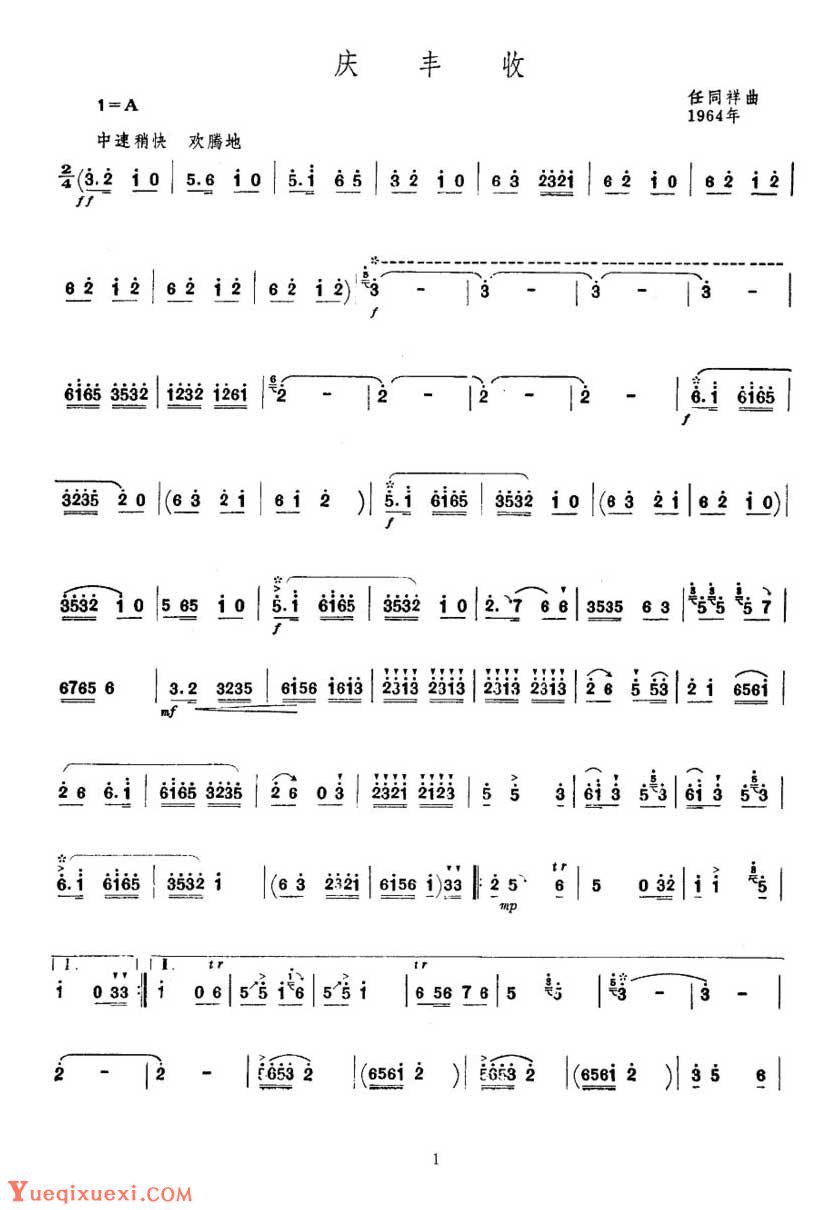 庆 丰 收
1=A
任同祥曲
1964年
中速稍快 欢腾地
2/4 (3.2 1 0 | 5.6 1 0 | 5.1 6 5 | 3 2 1 0 | 6 3 2321 | 6 2 1 0 | 6 2 1 2 |
ff
6 2 1 2 | 6 2 1 2 | 6 2 1 2) | 3 - | 3 - | 3 - | 3 - |
f
6165 3532 | 1232 1261 | 2 - | 2 - | 2 - | 2 - | 6.1 6165 |
f
3235 2 0 | (6 3 2 1 | 6 1 2 ) | 5.1 6165 | 3532 1 0 | (6 3 2 1 | 6 2 1 0) |
f
3532 1 0 | 5 65 1 0 | 5.1 6165 | 3532 1 0 | 2. 7 6 6 | 3535 6 3 | 5 5 5 7 |
f
6765 6 | 3.2 3235 | 6156 1613 | 2313 2313 | 2313 2313 | 2 6 5 53 | 2 1 6561 |
mf
2 6 6.1 | 6165 3235 | 2 6 0 3 | 2321 2123 | 5 5 3 | 61 3 5 3 | 61 3 5 3 |
6.1 6165 | 3532 1 | (6 3 2321 | 6156 1) 33 |: 2 5 6 | 5 0 32 | 1 1 5 |
tr
mp
I. II. tr tr
1 0 33 :| 1 0 6 | 5 5 1 6 | 5 5 1 | 6 56 7 6 | 5 5 | 3 - | 3 - |
2 - | 2 - | 5653 2 | (6561 2 ) | 5653 2 | (6561 2 ) | 3 5 6 |
1
Yueqixuexi.com